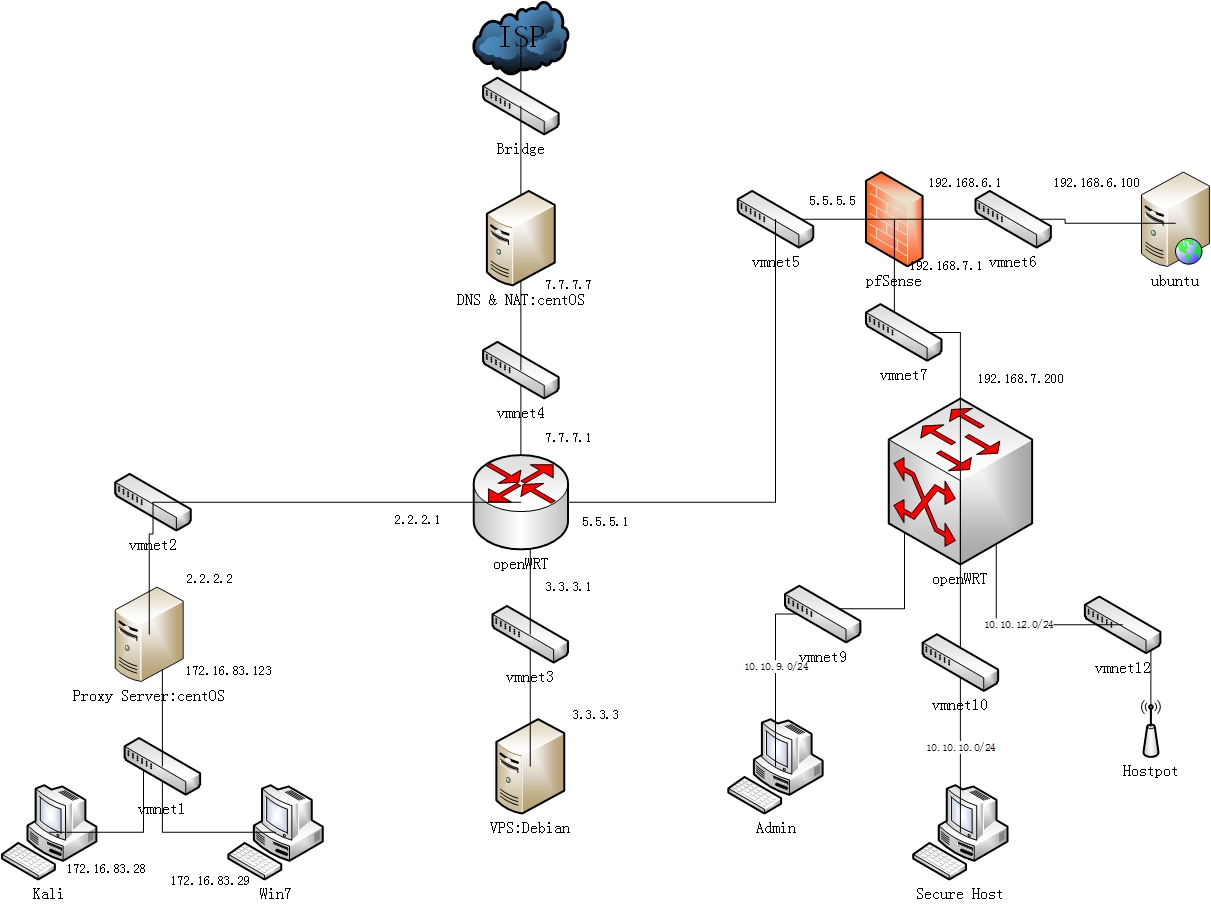 ISP
Bridge
7.7.7.7
DNS & NAT:centOS
vmnet4
7.7.7.1
5.5.5.5
192.168.6.1
192.168.6.100
vmnet5
192.168.7.1
vmnet6
pfSense
ubuntu
vmnet7
192.168.7.200
2.2.2.1
5.5.5.1
vmnet2
openWRT
openWRT
2.2.2.2
3.3.3.1
10.10.12.0/24
172.16.83.123
vmnet3
vmnet9
10.10.9.0/24
vmnet12
Proxy Server:centOS
3.3.3.3
vmnet10
10.10.10.0/24
Hostpot
vmnet1
VPS:Debian
Admin
172.16.83.28
172.16.83.29
Kali
Win7
Secure Host